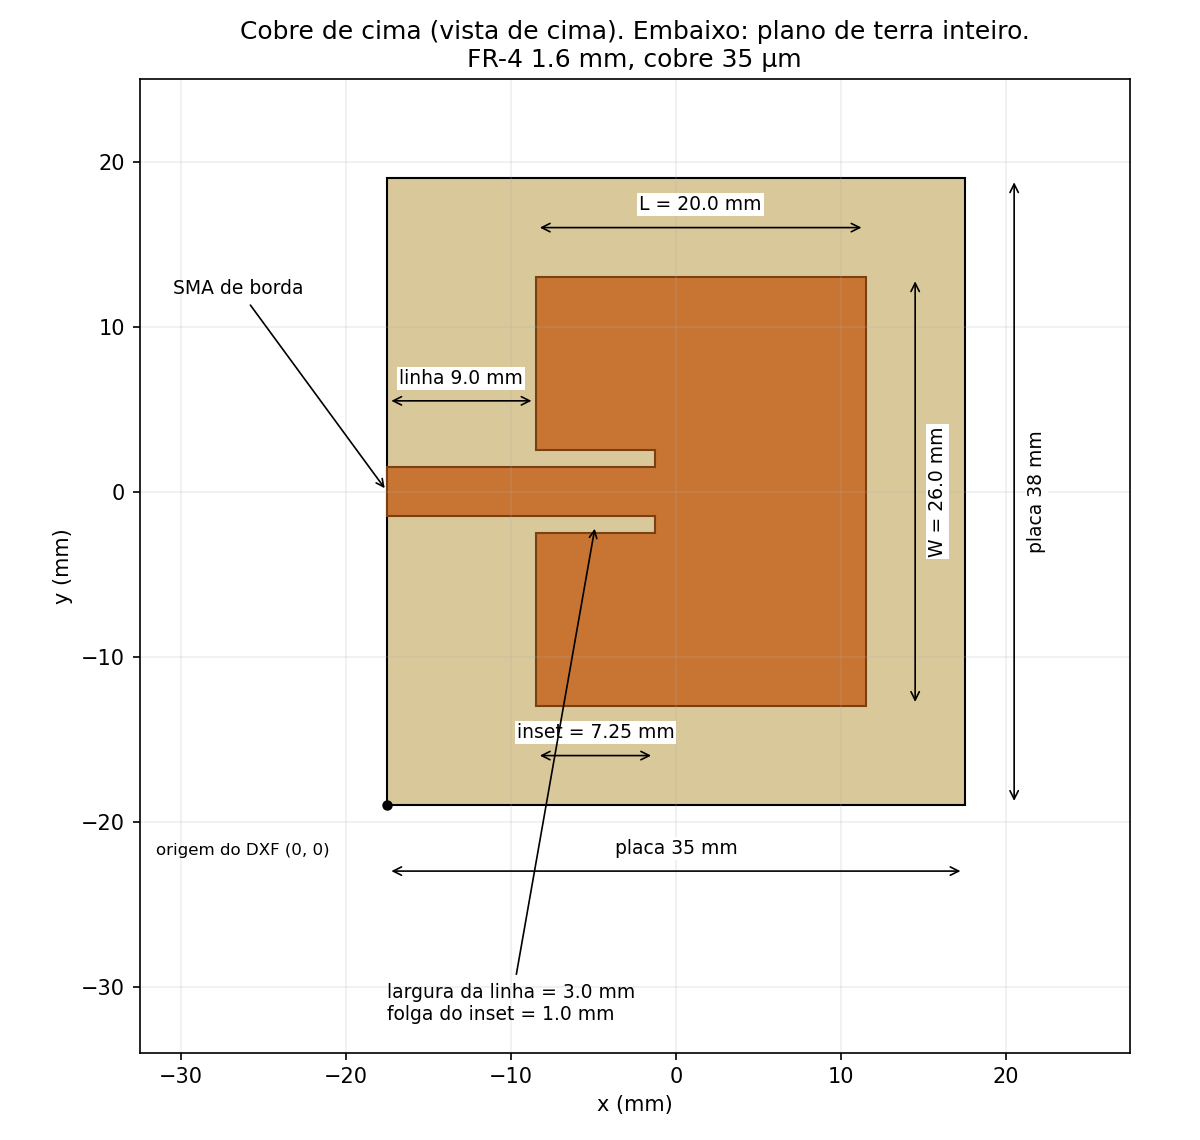 Cobre de cima (vista de cima). Embaixo: plano de terra inteiro.
FR-4 1.6 mm, cobre 35 µm
20
10
0
−10
−20
−30
y (mm)
L = 20.0 mm
SMA de borda
linha 9.0 mm
W = 26.0 mm
placa 38 mm
inset = 7.25 mm
origem do DXF (0, 0)
placa 35 mm
largura da linha = 3.0 mm
folga do inset = 1.0 mm
−30
−20
−10
0
10
20
x (mm)